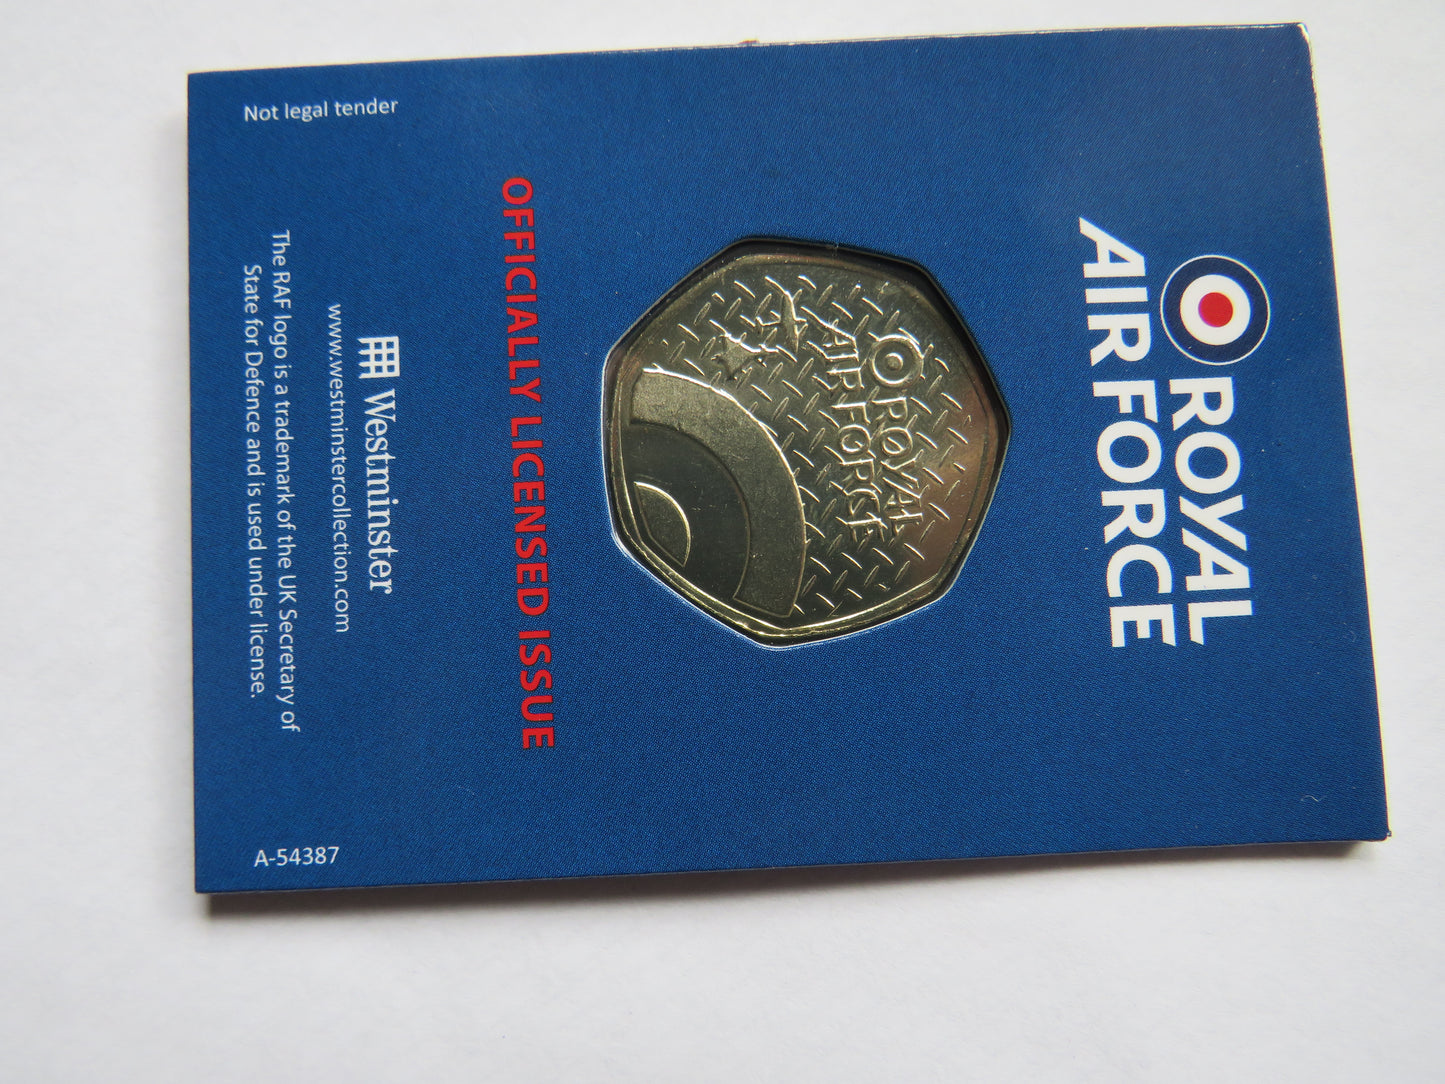 ROYAL
AIR FORCE
ROYAL
AIR FORCE
OFFICIALLY LICENSED ISSUE
Westminster
www.westminstercollection.com
The RAF logo is a trademark of the UK Secretary of
State for Defence and is used under license.
Not legal tender
A-54387